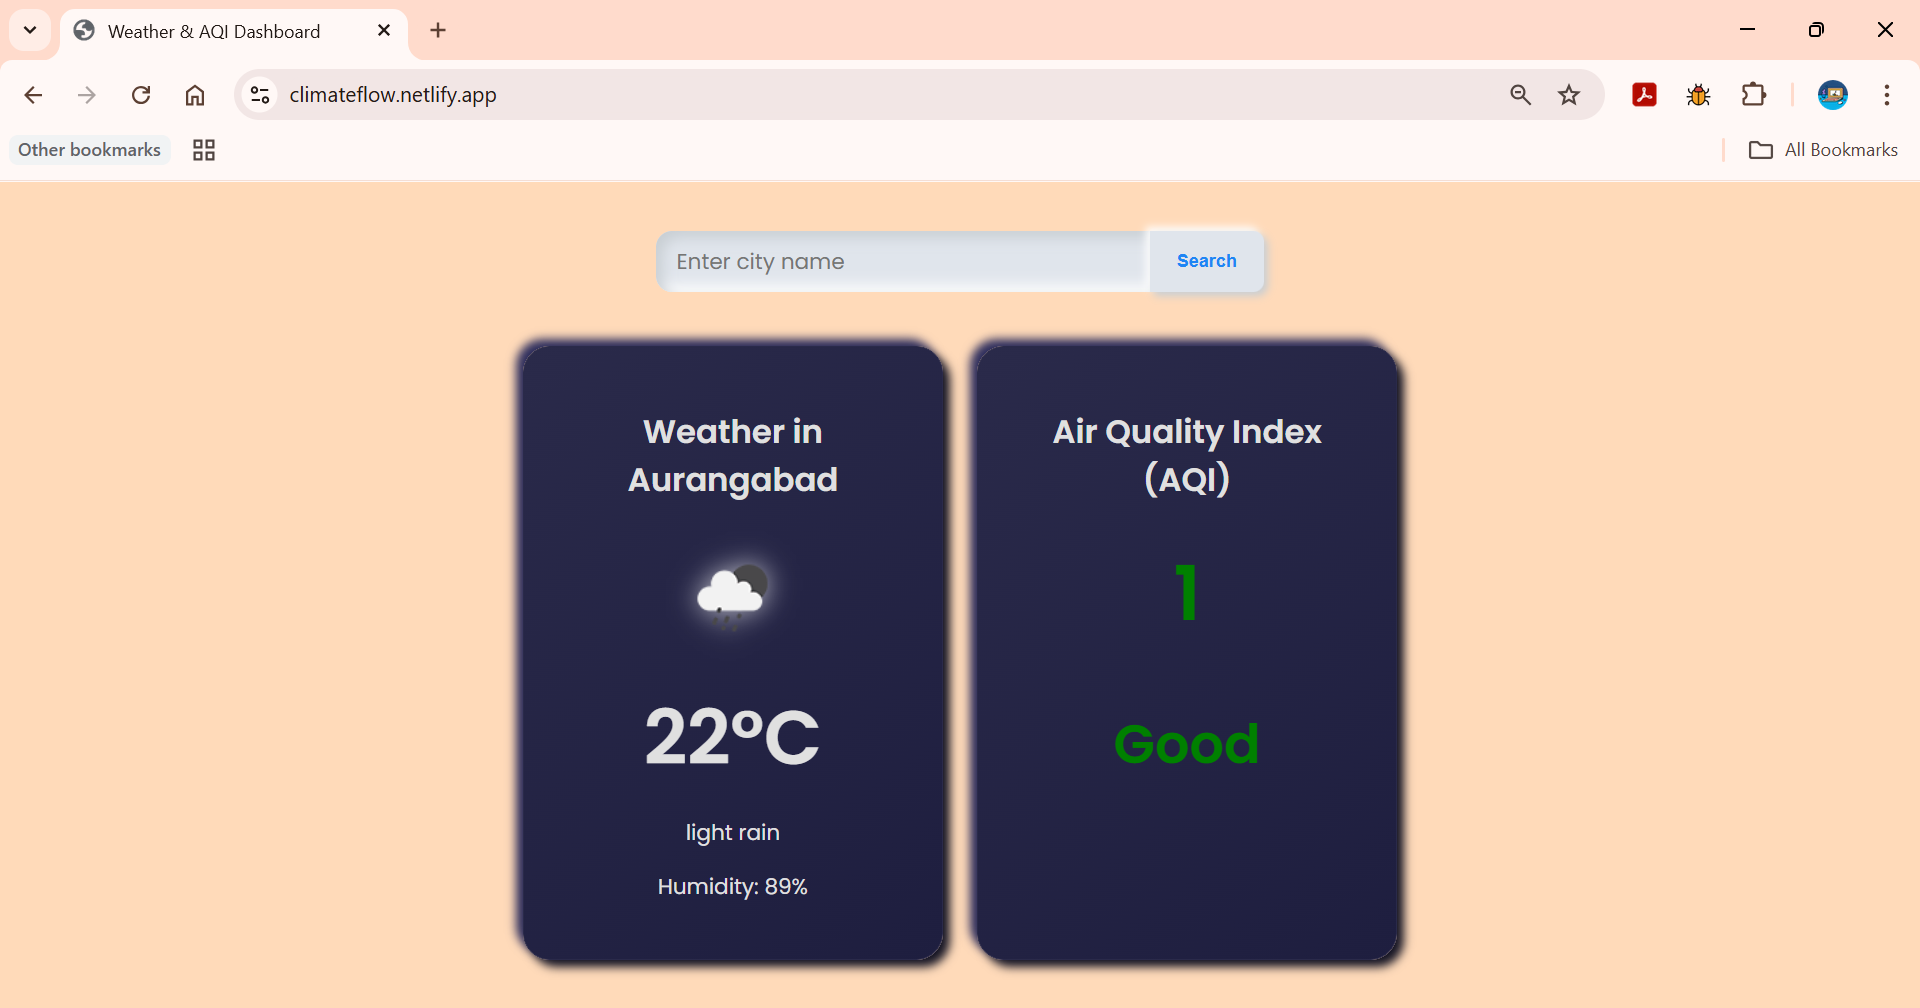 Weather & AQI Dashboard
climateflow.netlify.app
Other bookmarks
All Bookmarks
Enter city name
Search
Weather in
Aurangabad
22°C
light rain
Humidity: 89%
Air Quality Index
(AQI)
1
Good